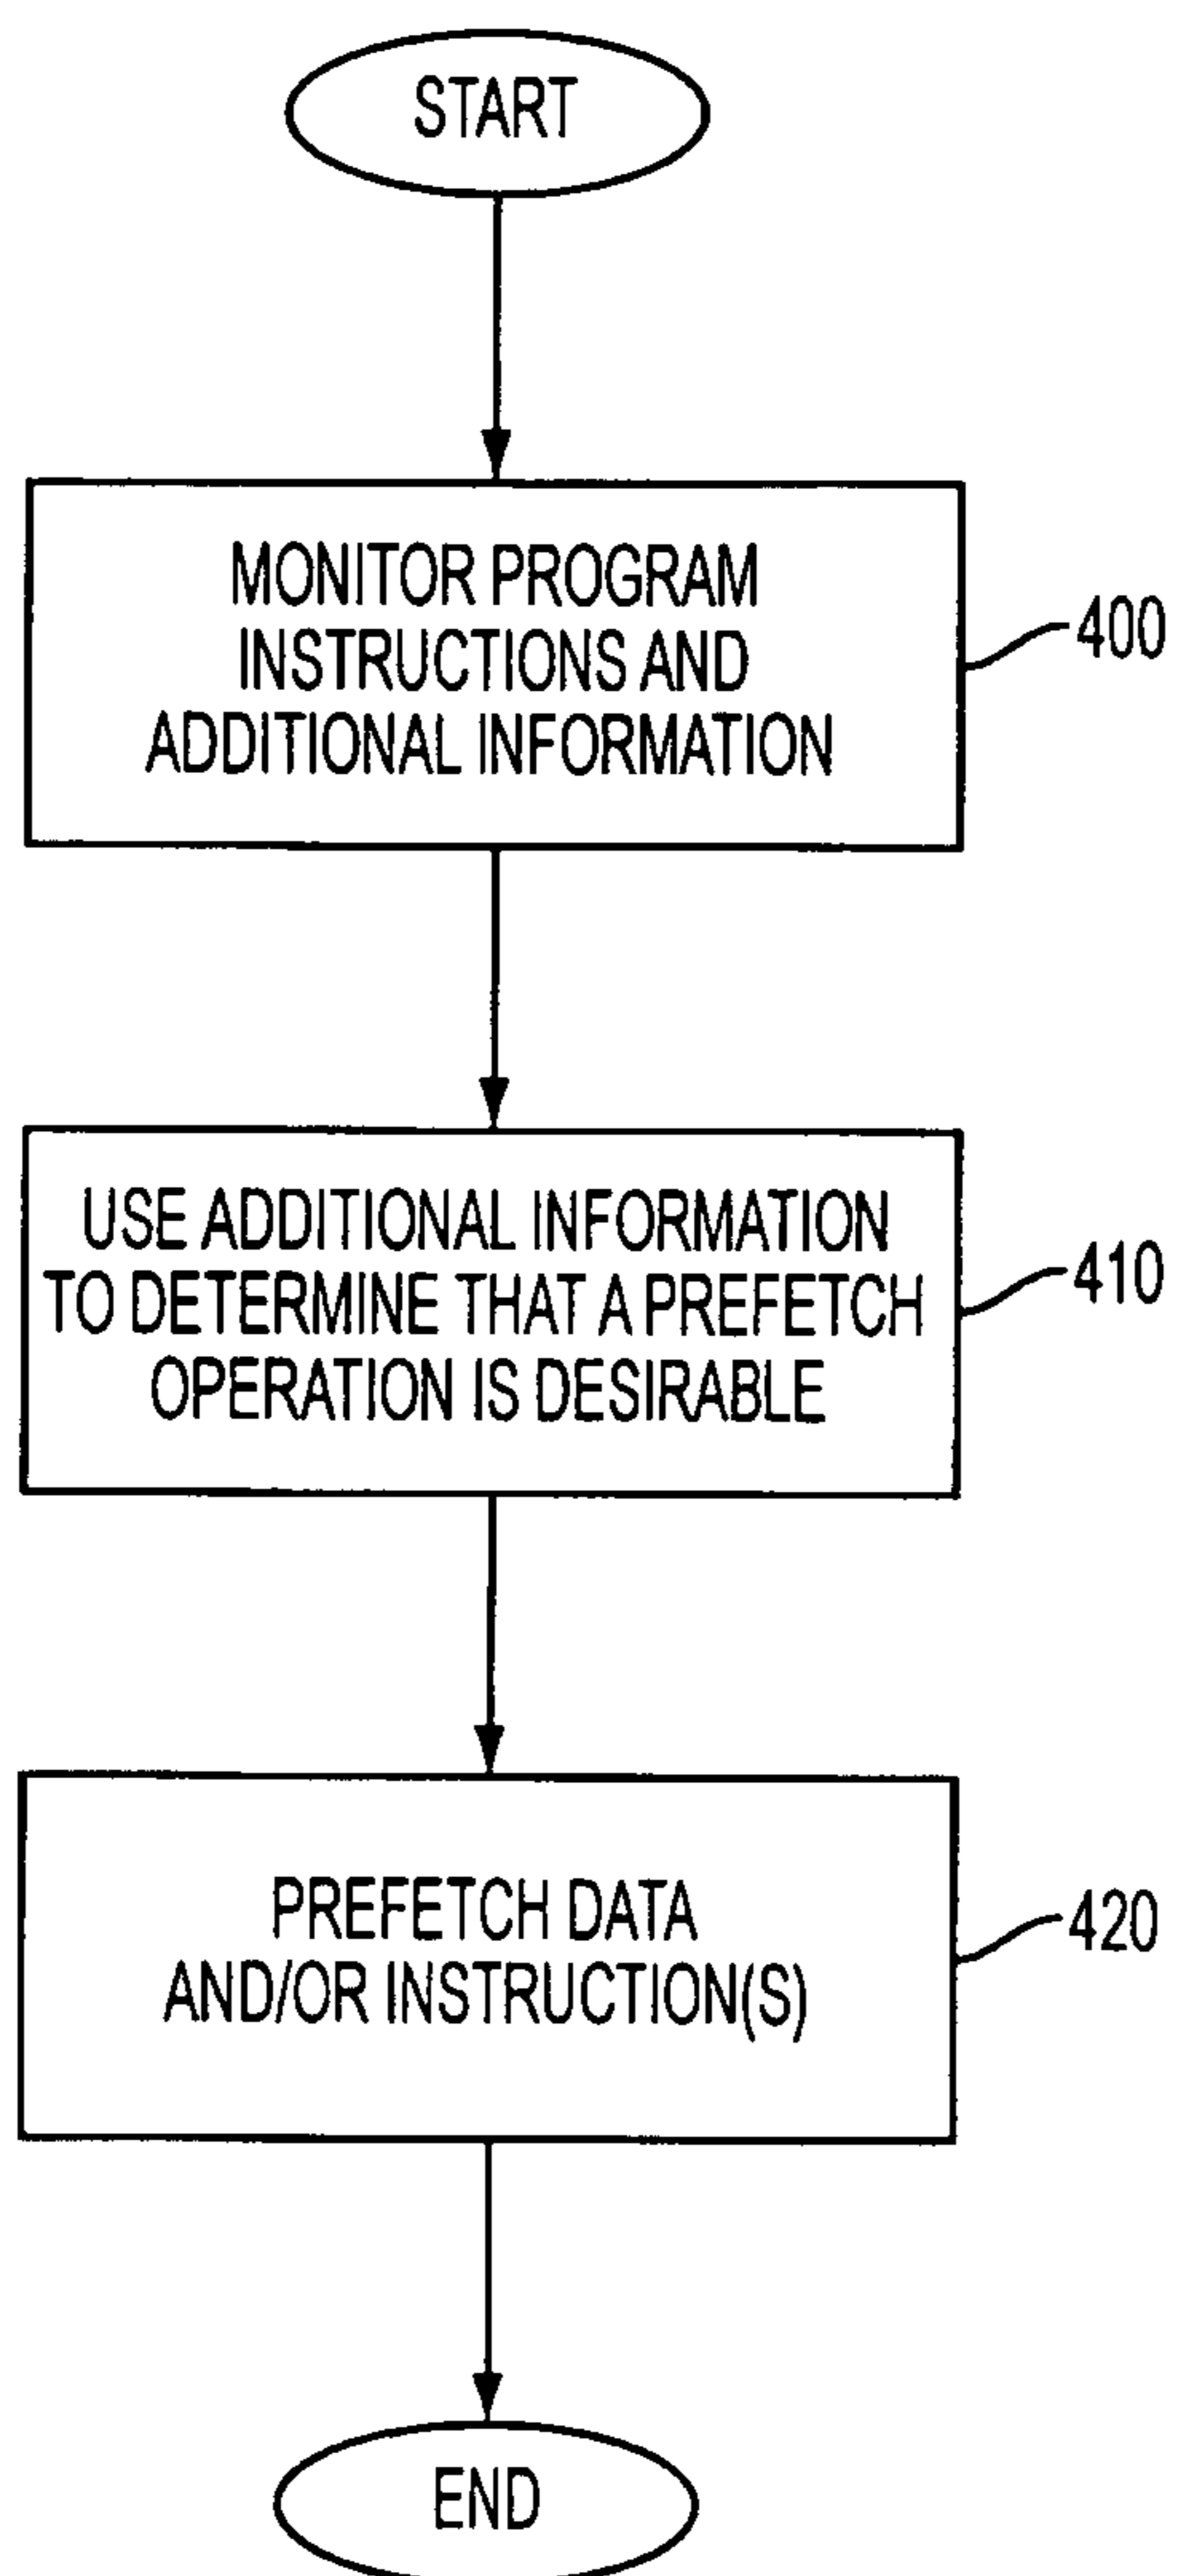 START
MONITOR PROGRAM
INSTRUCTIONS AND
ADDITIONAL INFORMATION
400
USE ADDITIONAL INFORMATION
TO DETERMINE THAT A PREFETCH
OPERATION IS DESIRABLE
410
PREFETCH DATA
AND/OR INSTRUCTION(S)
420
END